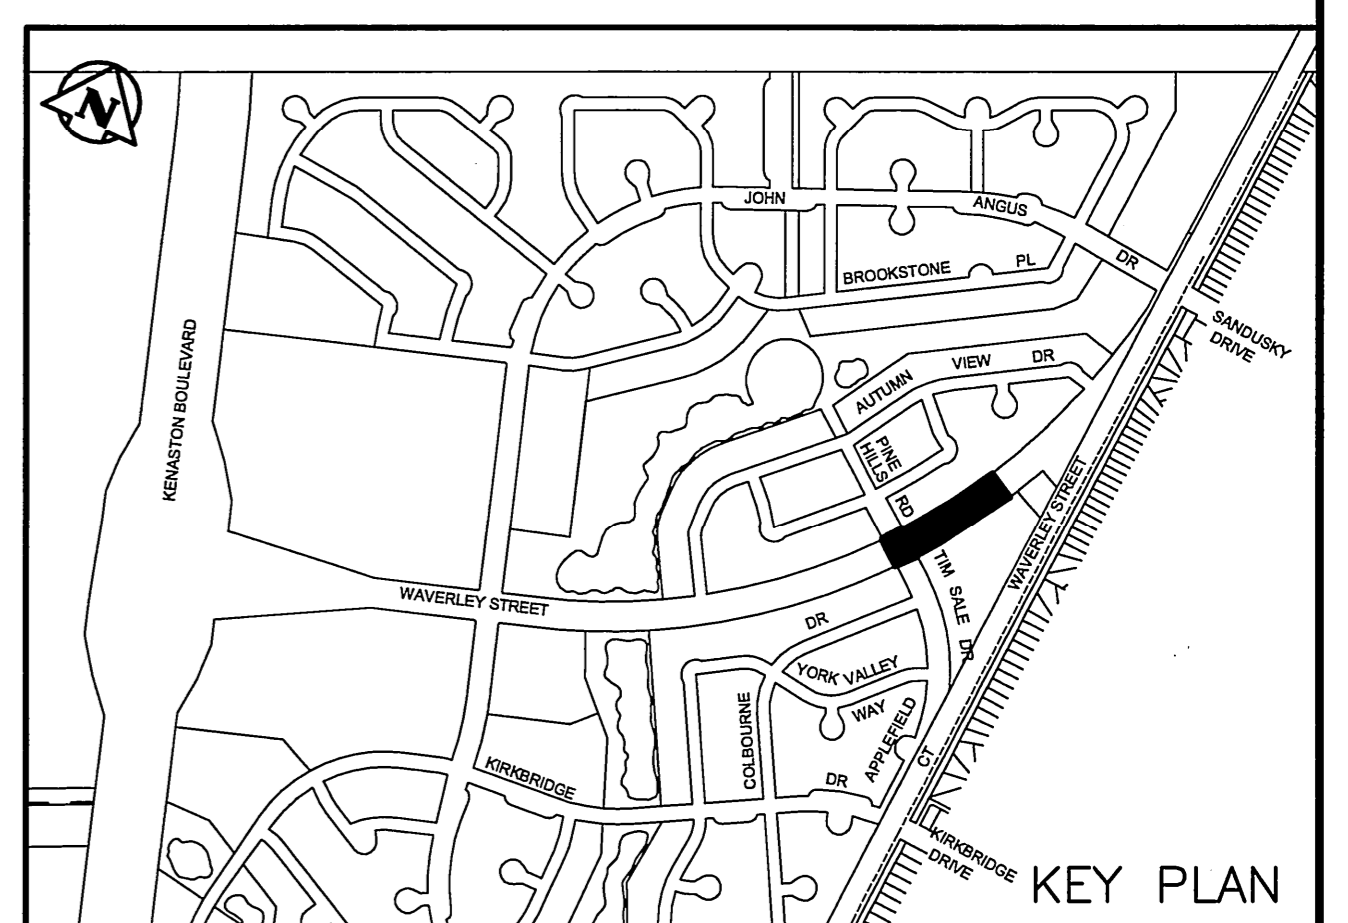 N
JOHN
ANGUS
DR
BROOKSTONE
PL
SANDUSKY
DRIVE
KENASTON BOULEVARD
AUTUMN
VIEW
DR
PINE
HILLS
RD
WAVERLEY STREET
WAVERLEY STREET
TIM SALE DR
DR
YORK VALLEY
WAY
COLBOURNE
APPLEFIELD
CT
KIRKBRIDGE
DR
KIRKBRIDGE
DRIVE
KEY PLAN